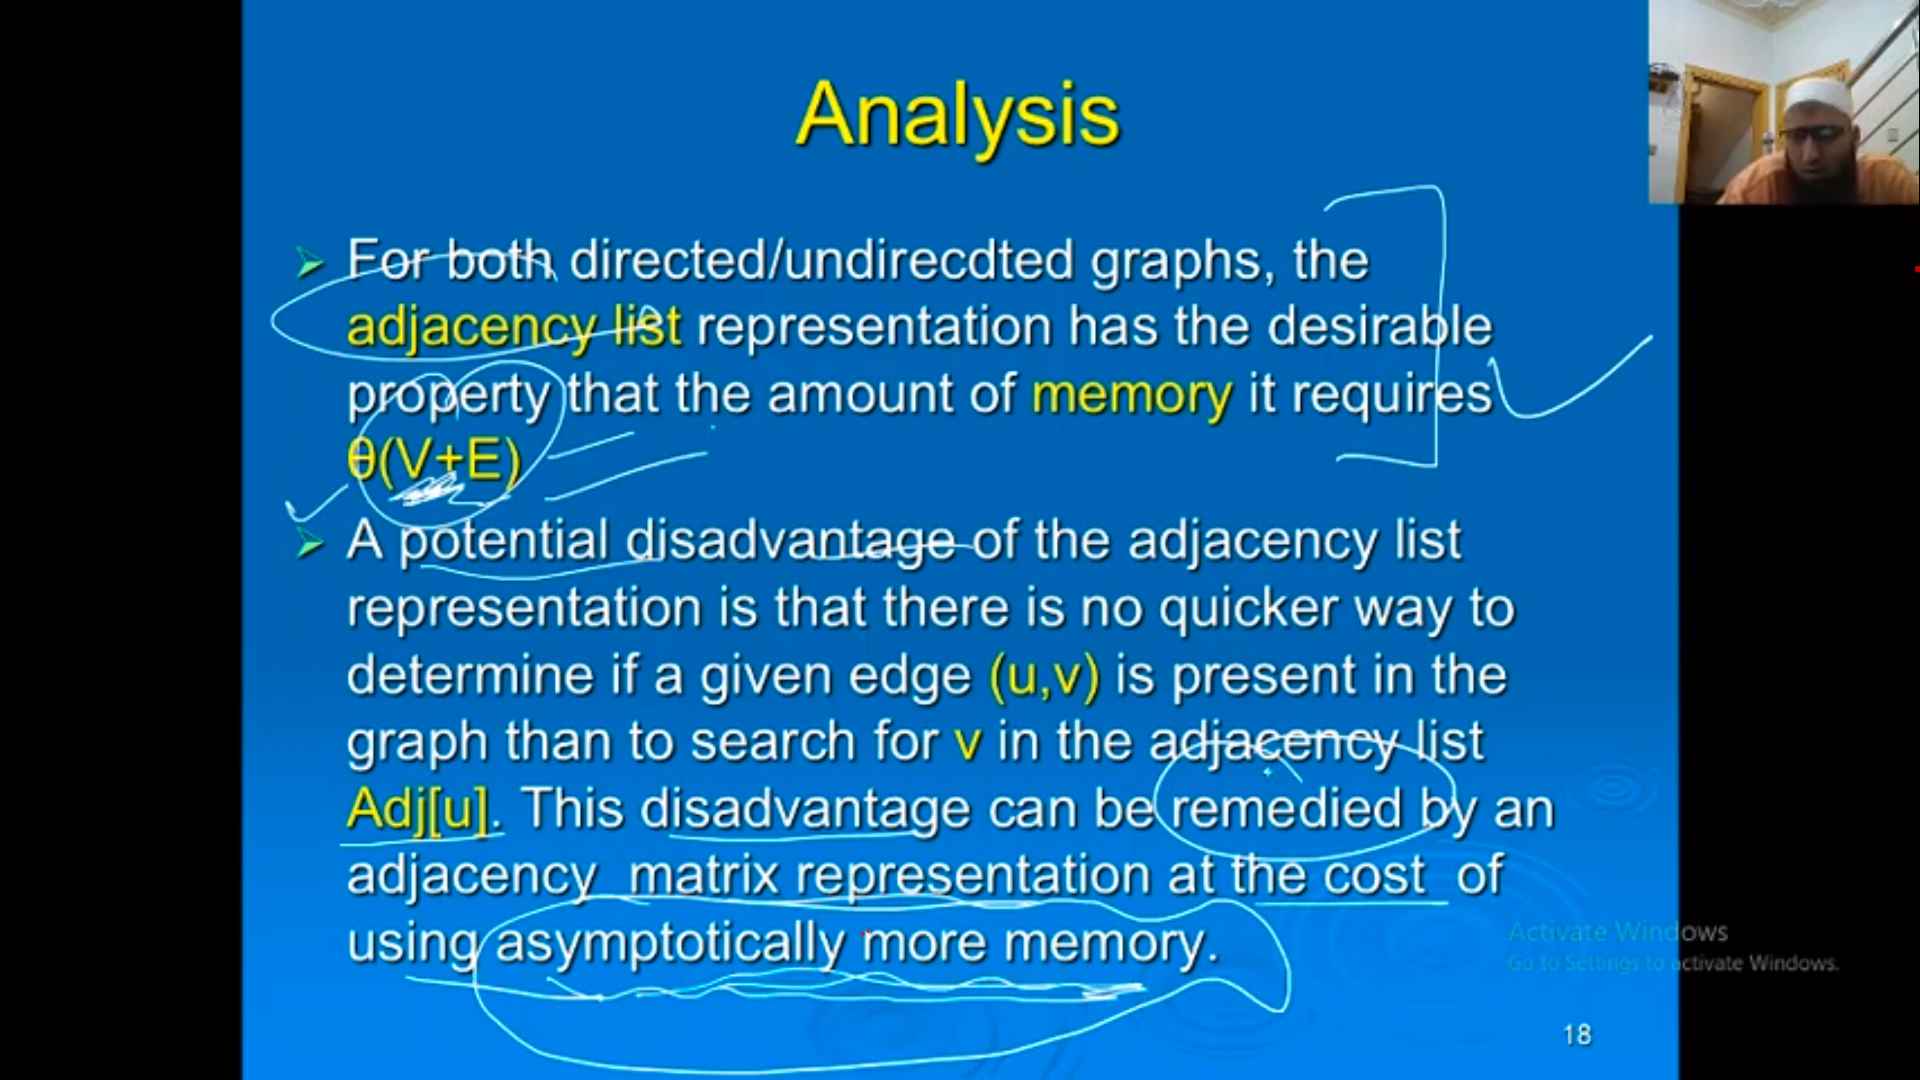 Analysis
For both directed/undirecdted graphs, the
adjacency list representation has the desirable
property that the amount of memory it requires
θ(V+E)
A potential disadvantage of the adjacency list
representation is that there is no quicker way to
determine if a given edge (u,v) is present in the
graph than to search for v in the adjacency list
Adj[u]. This disadvantage can be remedied by an
adjacency matrix representation at the cost of
using asymptotically more memory.
Activate Windows
Go to Settings to activate Windows.
18